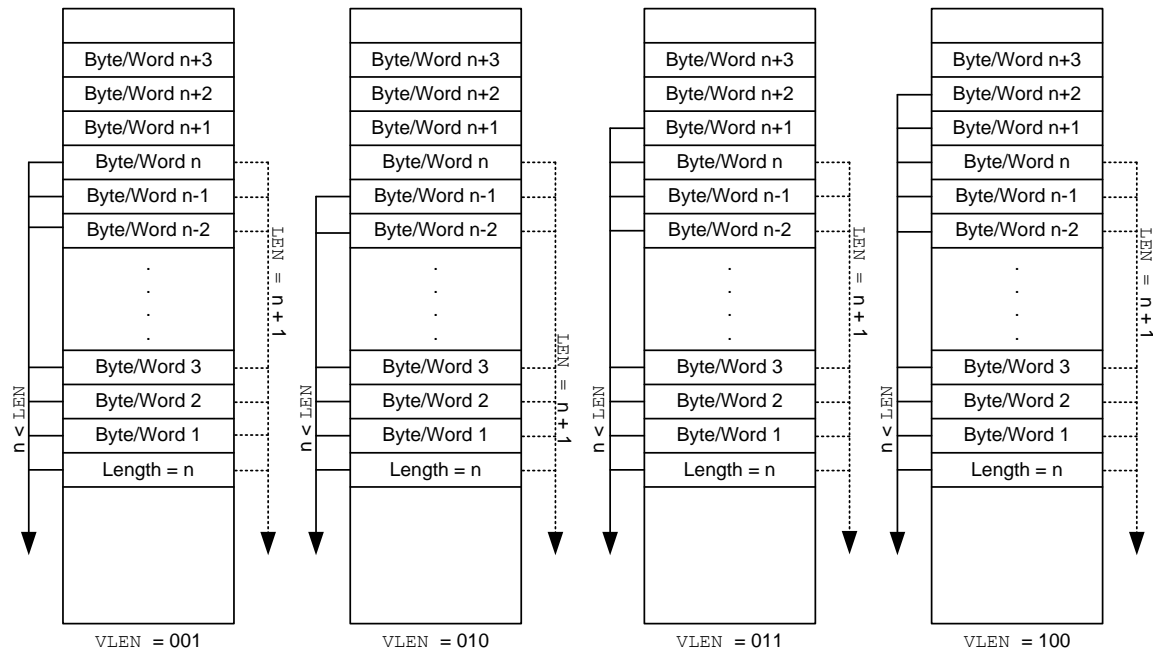 Byte/Word n+3
Byte/Word n+2
Byte/Word n+1
Byte/Word n
Byte/Word n-1
Byte/Word n-2
.
.
.
.
Byte/Word 3
Byte/Word 2
Byte/Word 1
Length = n
LEN > n
LEN = n + 1
VLEN = 001
Byte/Word n+3
Byte/Word n+2
Byte/Word n+1
Byte/Word n
Byte/Word n-1
Byte/Word n-2
.
.
.
.
Byte/Word 3
Byte/Word 2
Byte/Word 1
Length = n
LEN > n
LEN = n + 1
VLEN = 010
Byte/Word n+3
Byte/Word n+2
Byte/Word n+1
Byte/Word n
Byte/Word n-1
Byte/Word n-2
.
.
.
.
Byte/Word 3
Byte/Word 2
Byte/Word 1
Length = n
LEN > n
LEN = n + 1
VLEN = 011
Byte/Word n+3
Byte/Word n+2
Byte/Word n+1
Byte/Word n
Byte/Word n-1
Byte/Word n-2
.
.
.
.
Byte/Word 3
Byte/Word 2
Byte/Word 1
Length = n
LEN > n
LEN = n + 1
VLEN = 100